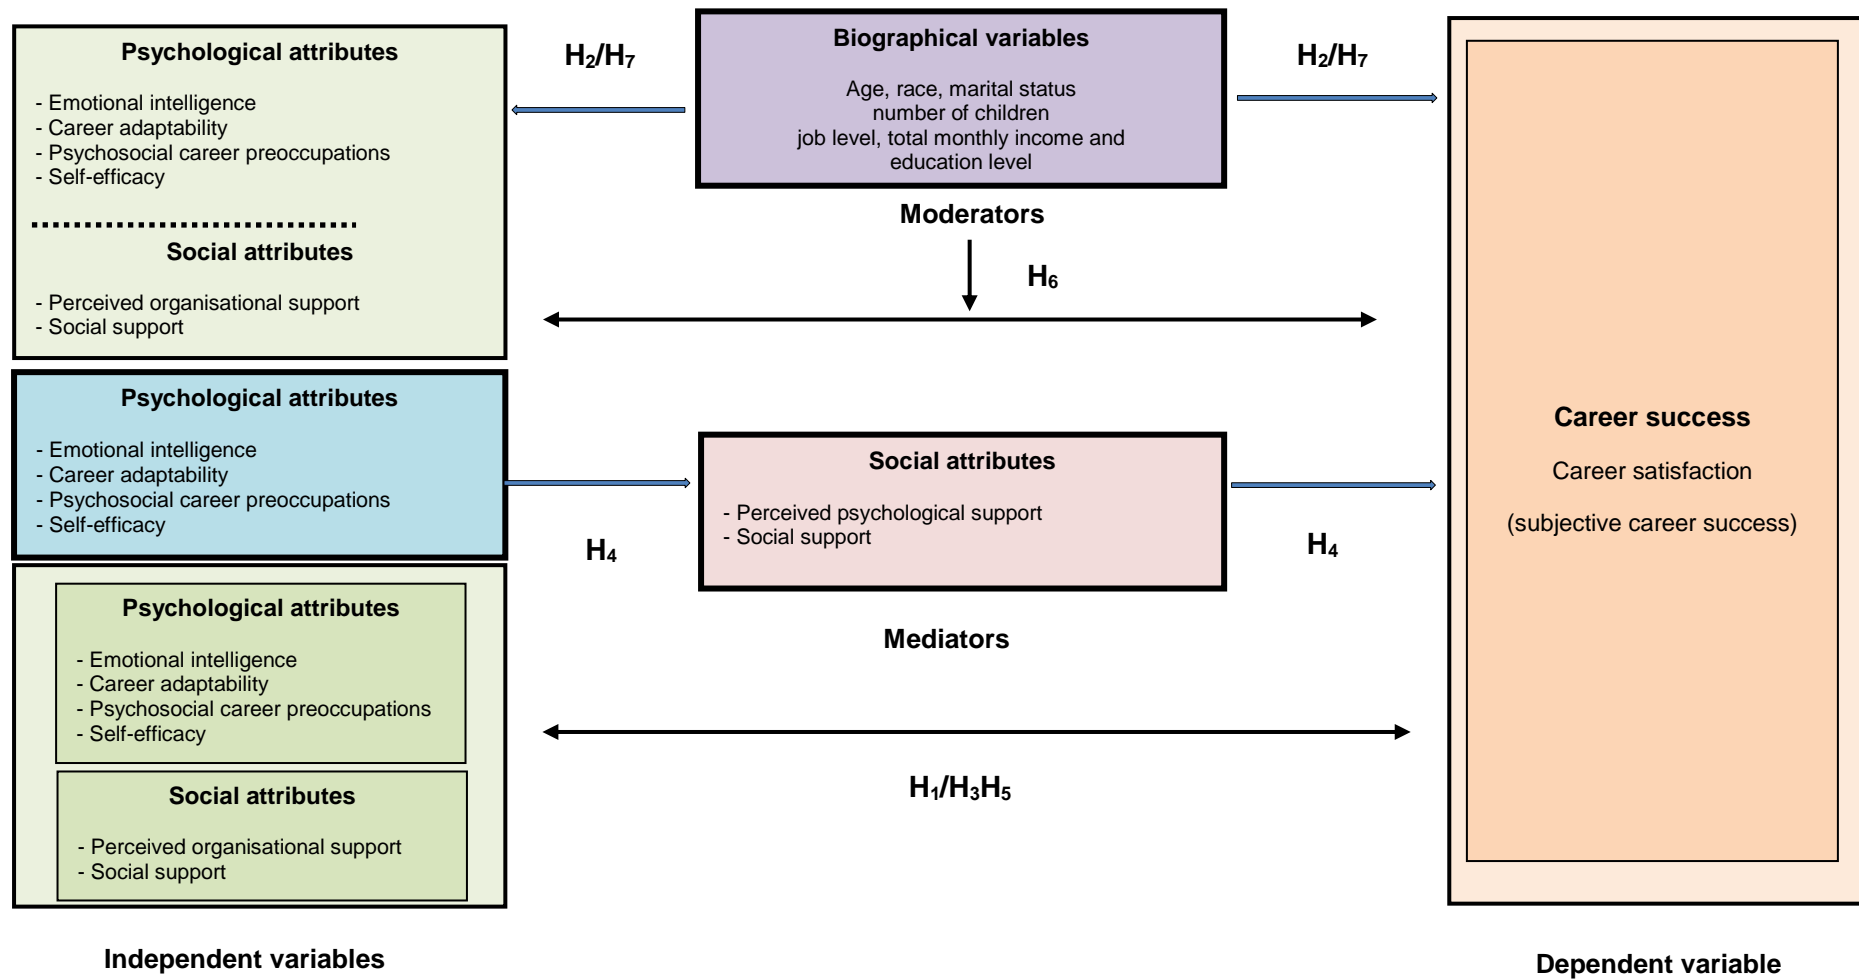 Psychological attributes
- Emotional intelligence
- Career adaptability
- Psychosocial career preoccupations
- Self-efficacy
Social attributes
- Perceived organisational support
- Social support
H₂/H₇
Biographical variables
Age, race, marital status
number of children
job level, total monthly income and
education level
H₂/H₇
Moderators
H₆
Psychological attributes
- Emotional intelligence
- Career adaptability
- Psychosocial career preoccupations
- Self-efficacy
H₄
Social attributes
- Perceived psychological support
- Social support
H₄
Mediators
Psychological attributes
- Emotional intelligence
- Career adaptability
- Psychosocial career preoccupations
- Self-efficacy
Social attributes
- Perceived organisational support
- Social support
H₁/H₃H₅
Career success
Career satisfaction
(subjective career success)
Independent variables
Dependent variable